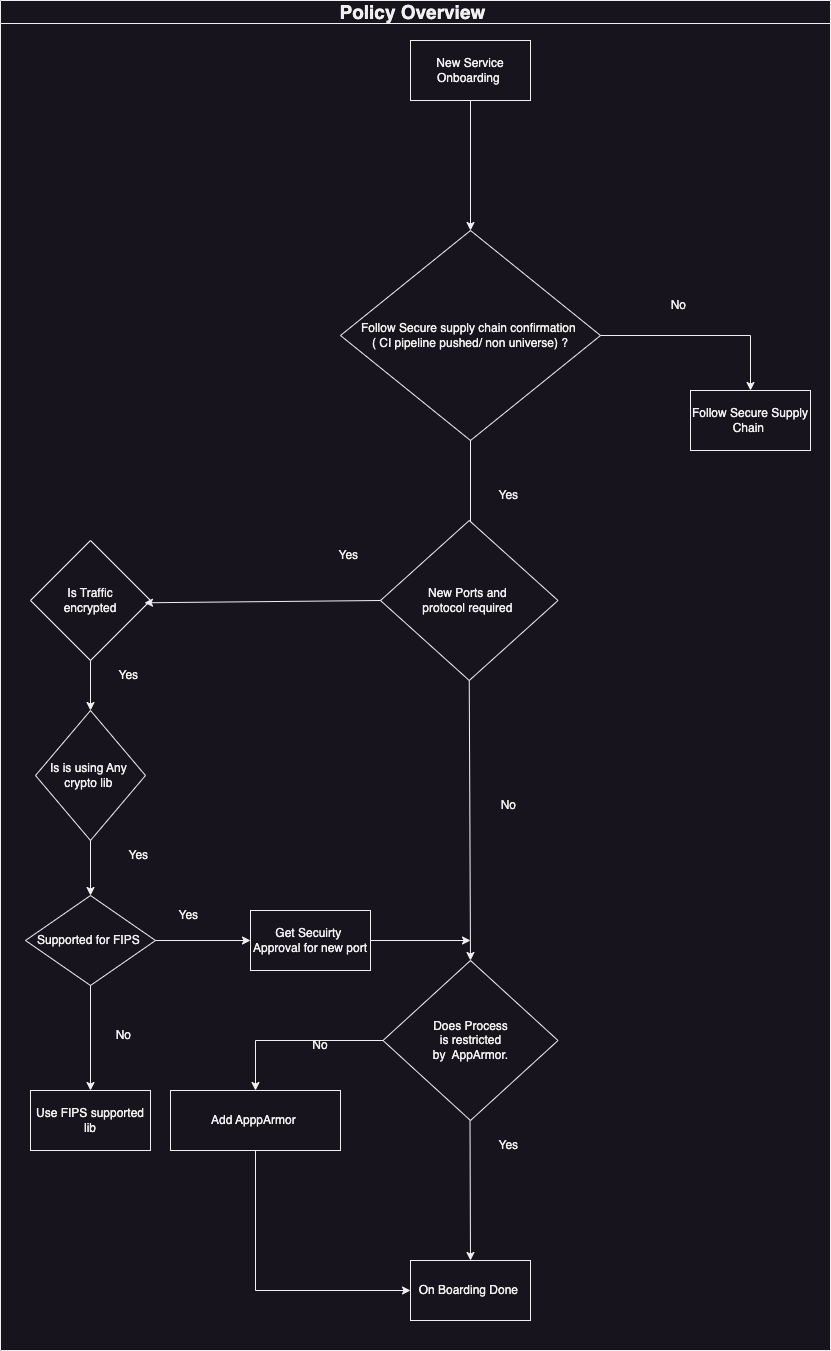 Policy Overview
New Service
Onboarding
No
Follow Secure supply chain confirmation
( CI pipeline pushed/ non universe) ?
Follow Secure Supply
Chain
Yes
Yes
Is Traffic
encrypted
New Ports and
protocol required
Yes
Is is using Any
crypto lib
No
Yes
Yes
Supported for FIPS
Get Secuirty
Approval for new port
No
Does Process
is restricted
by AppArmor.
No
Use FIPS supported
lib
Add ApppArmor
Yes
On Boarding Done